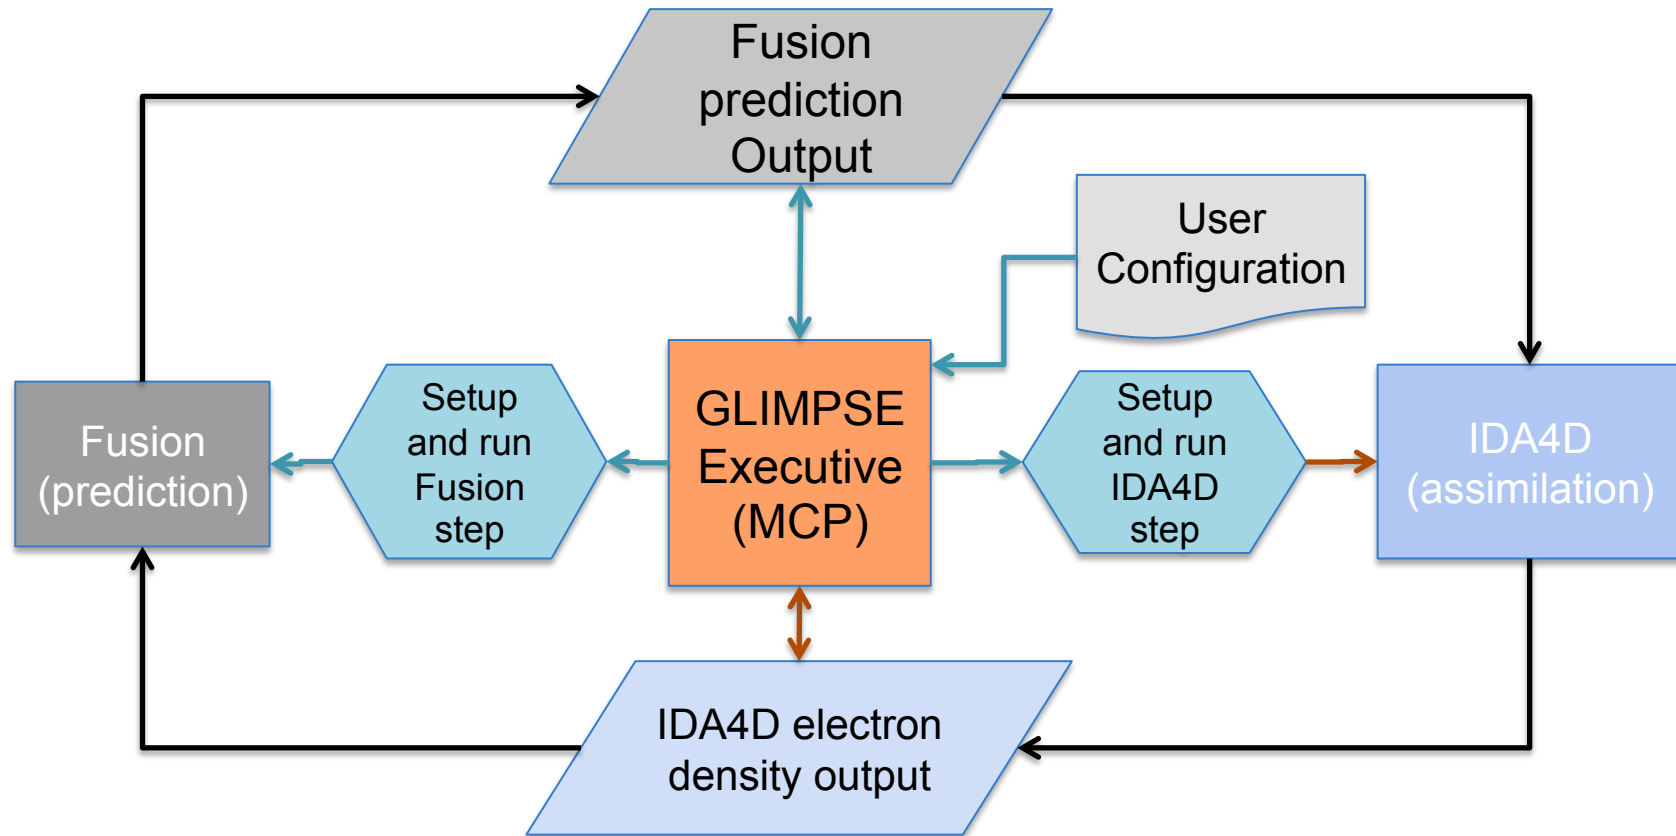 Fusion
prediction
Output
User
Configuration
Fusion
(prediction)
Setup
and run
Fusion
step
GLIMPSE
Executive
(MCP)
Setup
and run
IDA4D
step
IDA4D
(assimilation)
IDA4D electron
density output